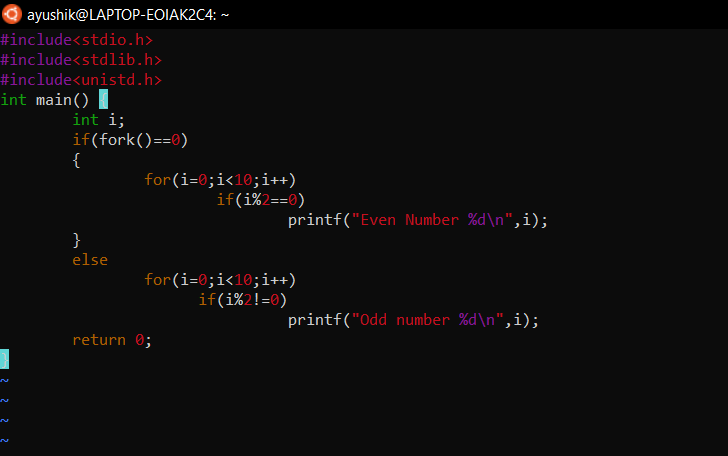 ayushik@LAPTOP-EOIAK2C4: ~
#include<stdio.h>
#include<stdlib.h>
#include<unistd.h>
int main() {
        int i;
        if(fork()==0)
        {
                for(i=0;i<10;i++)
                        if(i%2==0)
                                printf("Even Number %d\n",i);
        }
        else
                for(i=0;i<10;i++)
                      if(i%2!=0)
                                printf("Odd number %d\n",i);
        return 0;
}
~
~
~
~